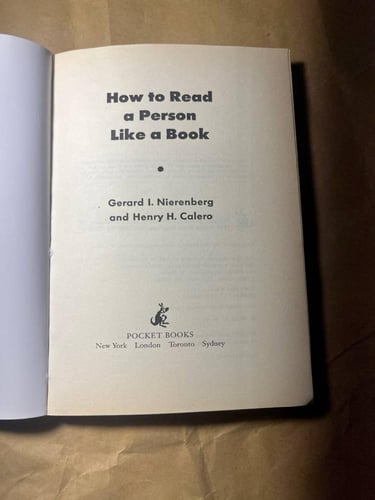 How to Read
a Person
Like a Book
Gerard I. Nierenberg
and Henry H. Calero
POCKET BOOKS
New York London Toronto Sydney